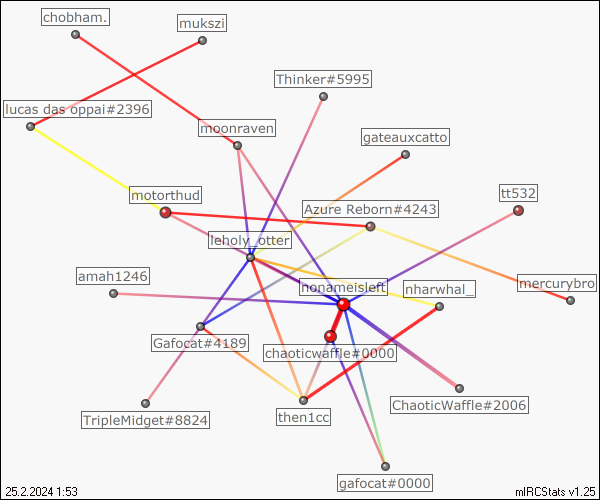 chobham.
mukszi
Thinker#5995
lucas das oppai#2396
moonraven
gateauxcatto
motorthud
tt532
Azure Reborn#4243
leholy_otter
amah1246
nonameisleft
nharwhal_
mercurybro
Gafocat#4189
chaoticwaffle#0000
ChaoticWaffle#2006
TripleMidget#8824
then1cc
gafocat#0000
25.2.2024 1:53
mIRCStats v1.25